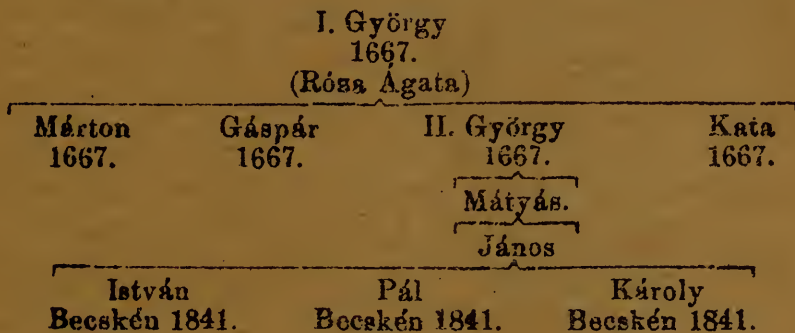 I. György
1667.
(Rósa Ágata)
Márton Gáspár II. György Kata
1667. 1667. 1667. 1667.
Mátyás.
János
István Pál Károly
Becskén 1841. Becskén 1841. Becskén 1841.